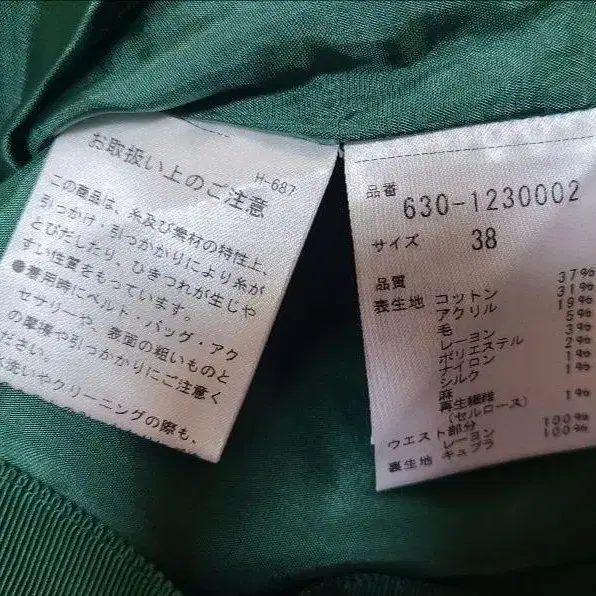 お取扱い上のご注意
H-687
この商品は、糸及び素材の特性上、
引っかけ・引っかかりにより糸が
とびだしたり、ひきつれが生じや
すい性質をもっています。
●着用時にベルト・バッグ・アク
セサリーや、表面の粗いものと
の摩擦や引っかかりにご注意く
ださい。
水洗いやクリーニングの際も、
品番
630-1230002
サイズ 38
品質
表生地 コットン 37%
アクリル 31%
毛 19%
レーヨン 5%
ポリエステル 3%
ナイロン 2%
シルク 1%
麻 1%
再生繊維 1%
(セルロース)
ウエスト部分
レーヨン 100%
裏生地 キュプラ 100%